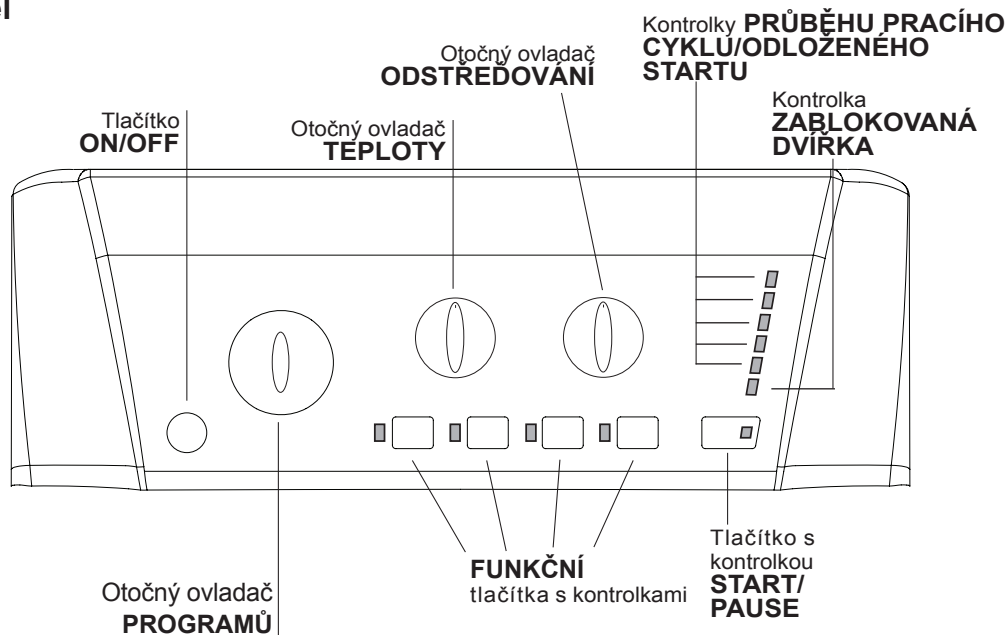 Kontrolky PRŮBĚHU PRACÍHO
CYKLU/ODLOŽENÉHO
STARTU
Otočný ovladač
ODSTŘEĎOVÁNÍ
Kontrolka
ZABLOKOVANÁ
DVÍŘKA
Tlačítko
ON/OFF
Otočný ovladač
TEPLOTY
Tlačítko s
kontrolkou
START/
PAUSE
FUNKČNÍ
tlačítka s kontrolkami
Otočný ovladač
PROGRAMŮ